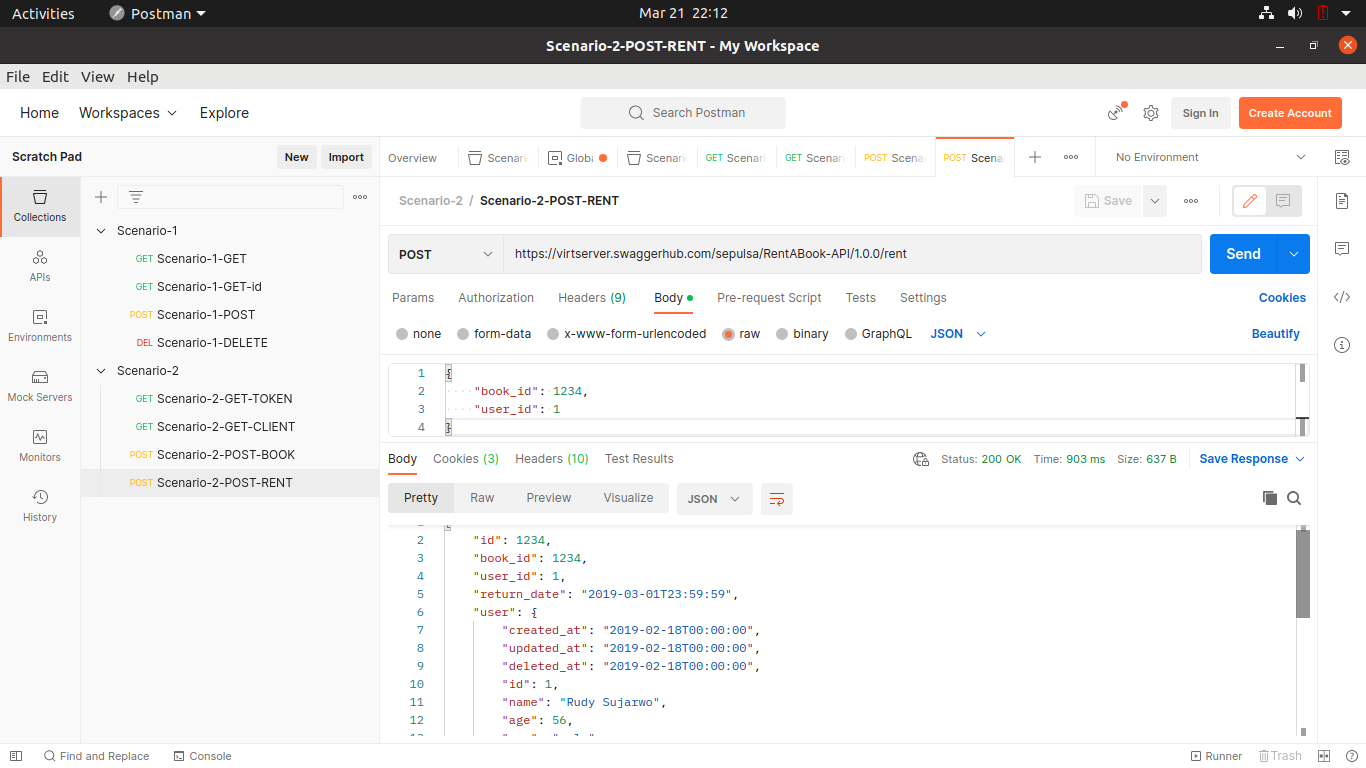 Activities Postman Mar 21 22:12
Scenario-2-POST-RENT - My Workspace
File Edit View Help
Home Workspaces Explore Search Postman Sign In Create Account
Scratch Pad New Import
Overview Scenari Globa Scenari GET Scenari GET Scenari POST Scena POST Scena No Environment
Collections
APIs
Environments
Mock Servers
Monitors
History
Scenario-1
GET Scenario-1-GET
GET Scenario-1-GET-id
POST Scenario-1-POST
DEL Scenario-1-DELETE
Scenario-2
GET Scenario-2-GET-TOKEN
GET Scenario-2-GET-CLIENT
POST Scenario-2-POST-BOOK
POST Scenario-2-POST-RENT
Scenario-2 / Scenario-2-POST-RENT Save
POST https://virtserver.swaggerhub.com/sepulsa/RentABook-API/1.0.0/rent Send
Params Authorization Headers (9) Body Pre-request Script Tests Settings Cookies
none form-data x-www-form-urlencoded raw binary GraphQL JSON Beautify
1 {
2 "book_id": 1234,
3 "user_id": 1
4 }
Body Cookies (3) Headers (10) Test Results Status: 200 OK Time: 903 ms Size: 637 B Save Response
Pretty Raw Preview Visualize JSON
2 "id": 1234,
3 "book_id": 1234,
4 "user_id": 1,
5 "return_date": "2019-03-01T23:59:59",
6 "user": {
7 "created_at": "2019-02-18T00:00:00",
8 "updated_at": "2019-02-18T00:00:00",
9 "deleted_at": "2019-02-18T00:00:00",
10 "id": 1,
11 "name": "Rudy Sujarwo",
12 "age": 56,
Find and Replace Console Runner Trash